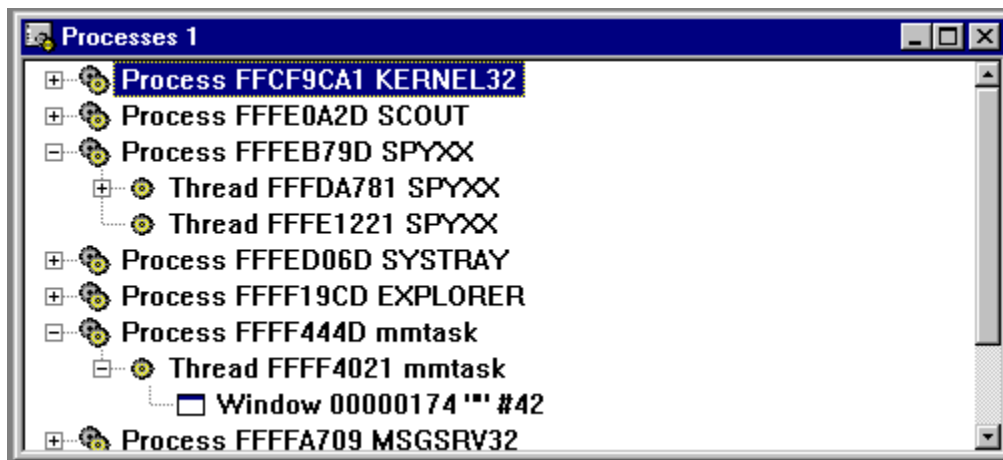 Processes 1
Process FFCF9CA1 KERNEL32
Process FFFE0A2D SCOUT
Process FFFEB79D SPYXX
Thread FFFDA781 SPYXX
Thread FFFE1221 SPYXX
Process FFFED06D SYSTRAY
Process FFFF19CD EXPLORER
Process FFFF444D mmtask
Thread FFFF4021 mmtask
Window 00000174 "" #42
Process FFFFA709 MSGSRV32